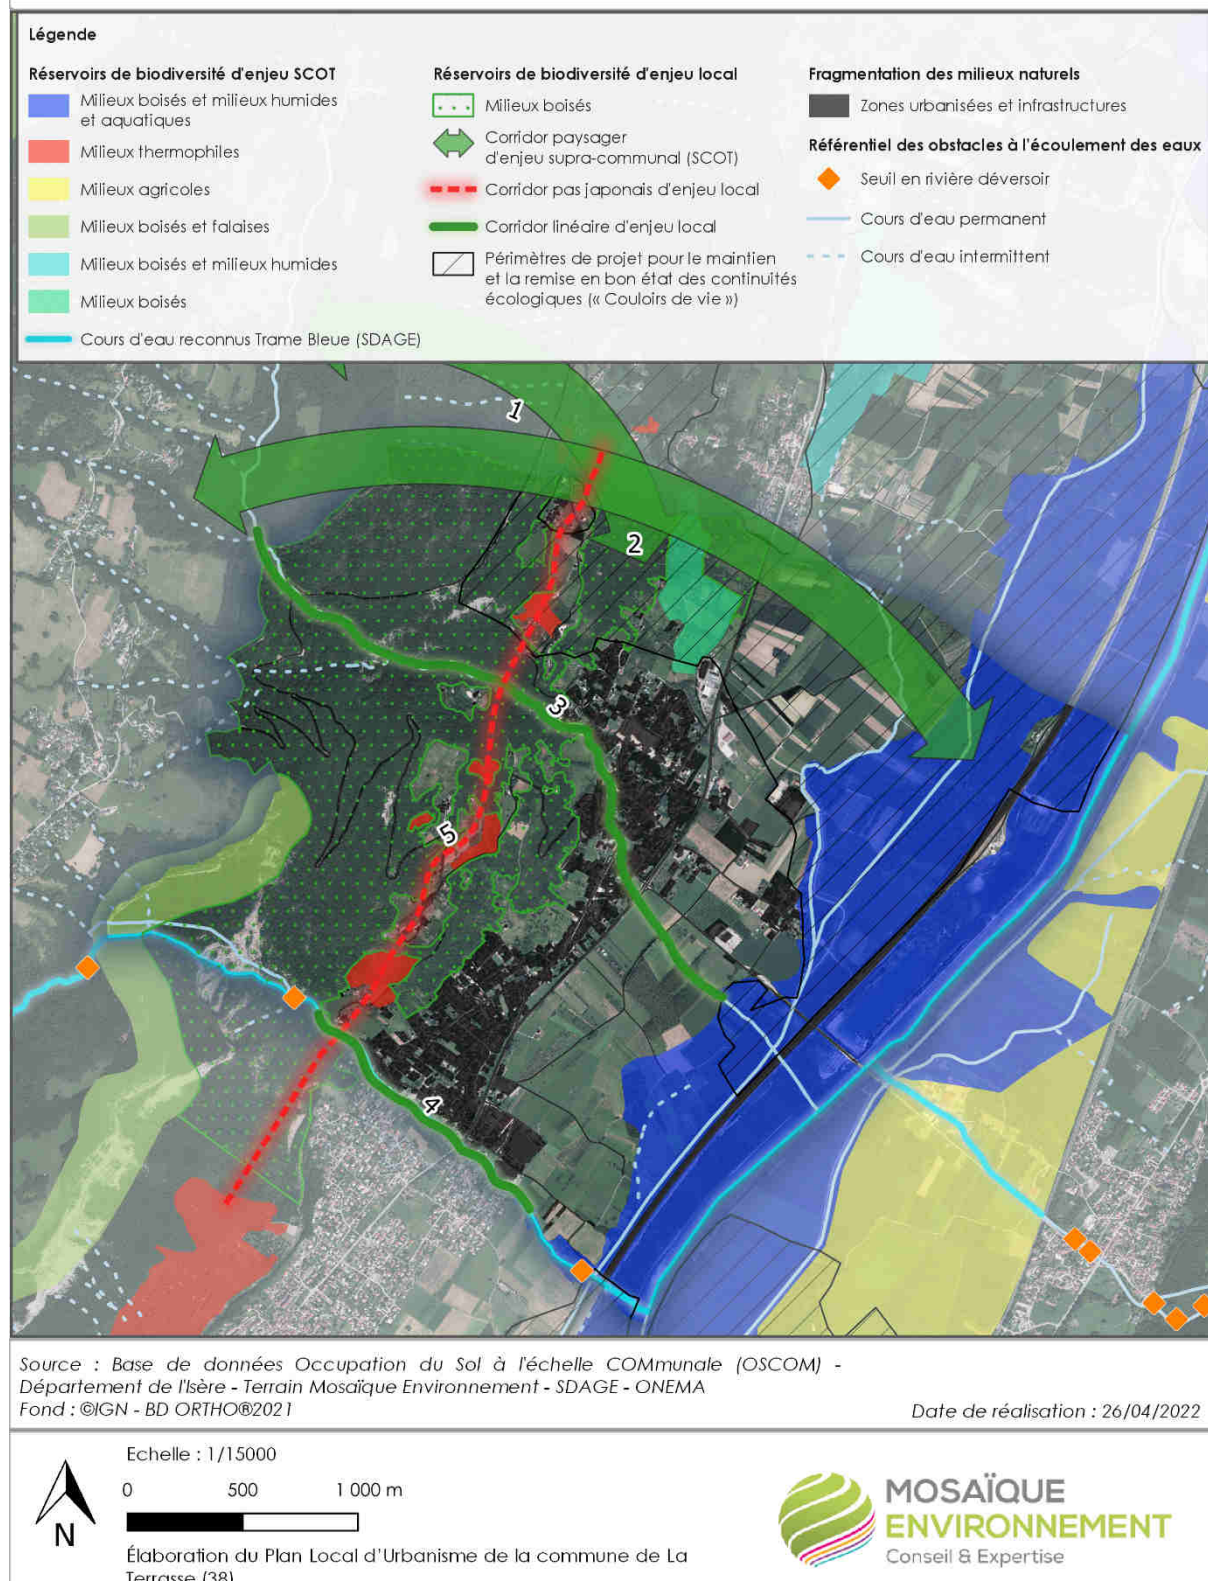 Légende
Réservoirs de biodiversité d'enjeu SCOT
Milieux boisés et milieux humides
et aquatiques
Milieux thermophiles
Milieux agricoles
Milieux boisés et falaises
Milieux boisés et milieux humides
Milieux boisés
Cours d'eau reconnus Trame Bleue (SDAGE)
Réservoirs de biodiversité d'enjeu local
Milieux boisés
Corridor paysager
d'enjeu supra-communal (SCOT)
Corridor pas japonais d'enjeu local
Corridor linéaire d'enjeu local
Périmètres de projet pour le maintien
et la remise en bon état des continuités
écologiques (« Couloirs de vie »)
Fragmentation des milieux naturels
Zones urbanisées et infrastructures
Référentiel des obstacles à l'écoulement des eaux
Seuil en rivière déversoir
Cours d'eau permanent
Cours d'eau intermittent
1
2
3
5
4
Source : Base de données Occupation du Sol à l'échelle COMmunale (OSCOM) -
Département de l'Isère - Terrain Mosaïque Environnement - SDAGE - ONEMA
Fond : ©IGN - BD ORTHO®2021
Date de réalisation : 26/04/2022
N
Echelle : 1/15000
0 500 1 000 m
Élaboration du Plan Local d'Urbanisme de la commune de La
Terrasse (38)
MOSAÏQUE
ENVIRONNEMENT
Conseil & Expertise